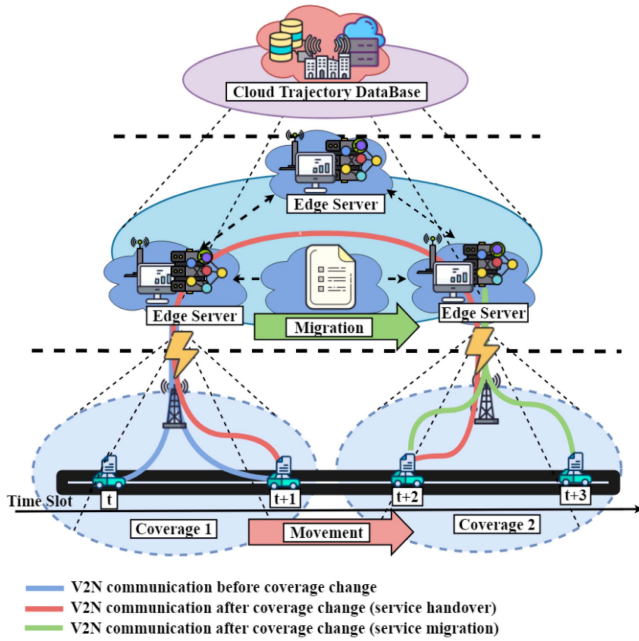 Cloud Trajectory DataBase
Edge Server
Edge Server
Edge Server
Migration
t
t+1
t+2
t+3
Time Slot
Coverage 1
Movement
Coverage 2
V2N communication before coverage change
V2N communication after coverage change (service handover)
V2N communication after coverage change (service migration)